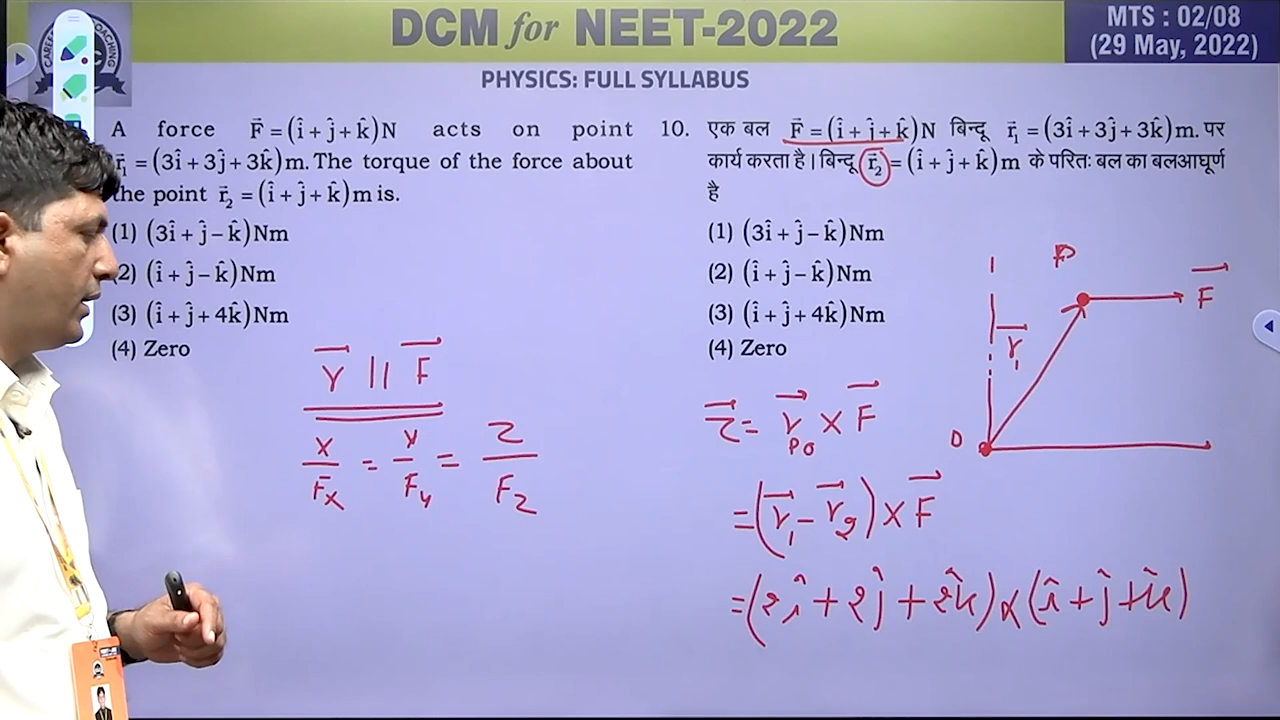 DCM for NEET-2022
MTS : 02/08
(29 May, 2022)
PHYSICS: FULL SYLLABUS
A force F⃗ = (î + ĵ + k̂)N acts on point
r⃗₁ = (3î + 3ĵ + 3k̂)m. The torque of the force about
the point r⃗₂ = (î + ĵ + k̂)m is.
(1) (3î + ĵ – k̂)Nm
(2) (î + ĵ – k̂)Nm
(3) (î + ĵ + 4k̂)Nm
(4) Zero
r⃗ || F⃗
x/Fx = y/Fy = z/Fz
10. एक बल F⃗ = (î + ĵ + k̂)N बिन्दू r⃗₁ = (3î + 3ĵ + 3k̂)m. पर
कार्य करता है। बिन्दू r⃗₂ = (î + ĵ + k̂)m के परितः बल का बलआघूर्ण
है
(1) (3î + ĵ – k̂)Nm
(2) (î + ĵ – k̂)Nm
(3) (î + ĵ + 4k̂)Nm
(4) Zero
P
F⃗
r⃗₁
O
τ⃗ = r⃗PO × F⃗
= (r⃗₁ – r⃗₂) × F⃗
= (2î + 2ĵ + 2k̂) × (î + ĵ + k̂)